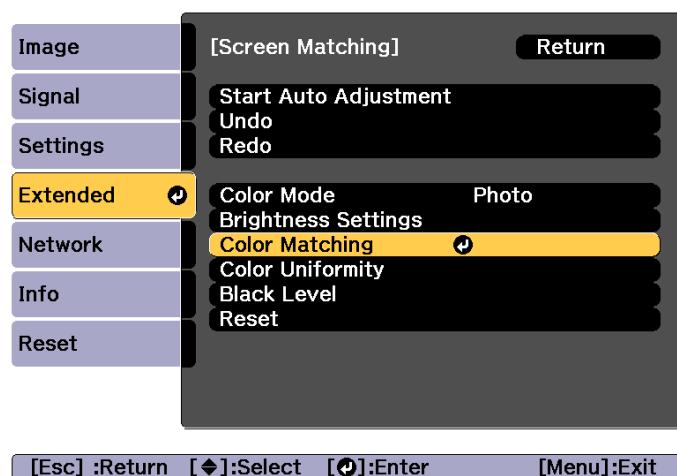 Image
Signal
Settings
Extended
Network
Info
Reset
[Screen Matching] Return
Start Auto Adjustment
Undo
Redo
Color Mode Photo
Brightness Settings
Color Matching
Color Uniformity
Black Level
Reset
[Esc] :Return [◆]:Select [⏎]:Enter [Menu]:Exit